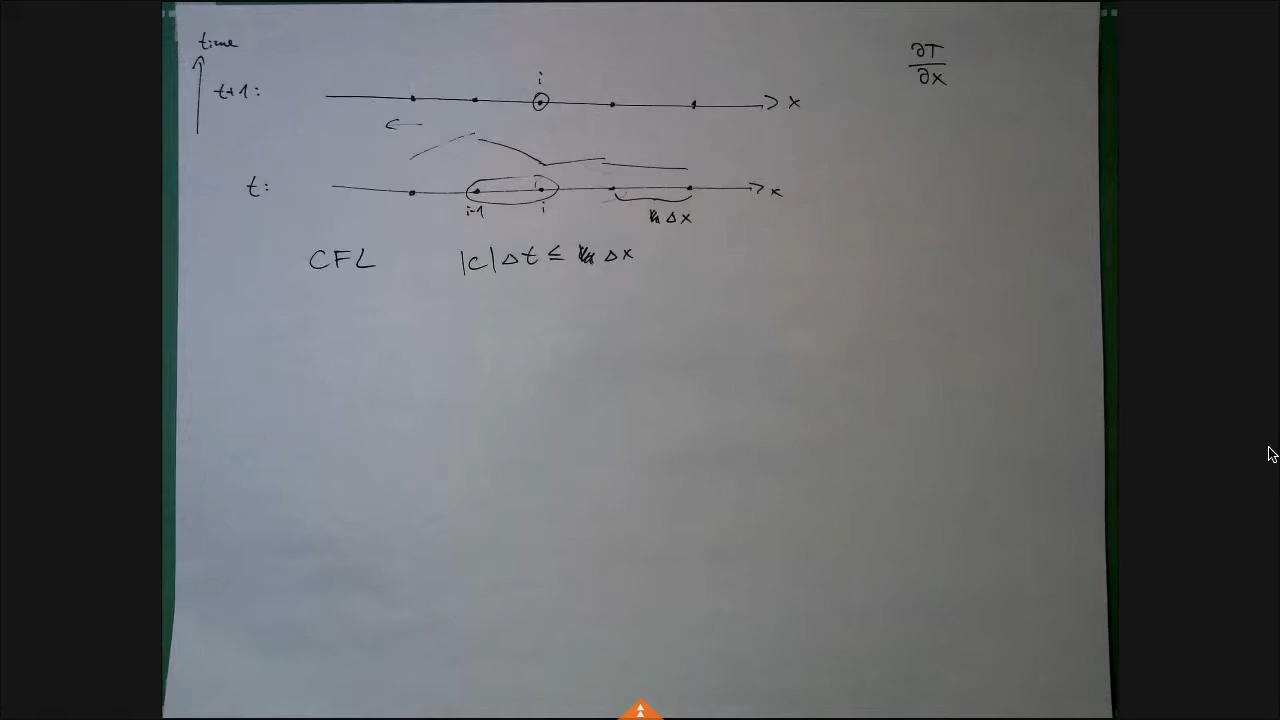 time
∂T/∂x
i
t+1:
x
t:
x
i-1
i
Δx
CFL |c|Δt ≤ Δx